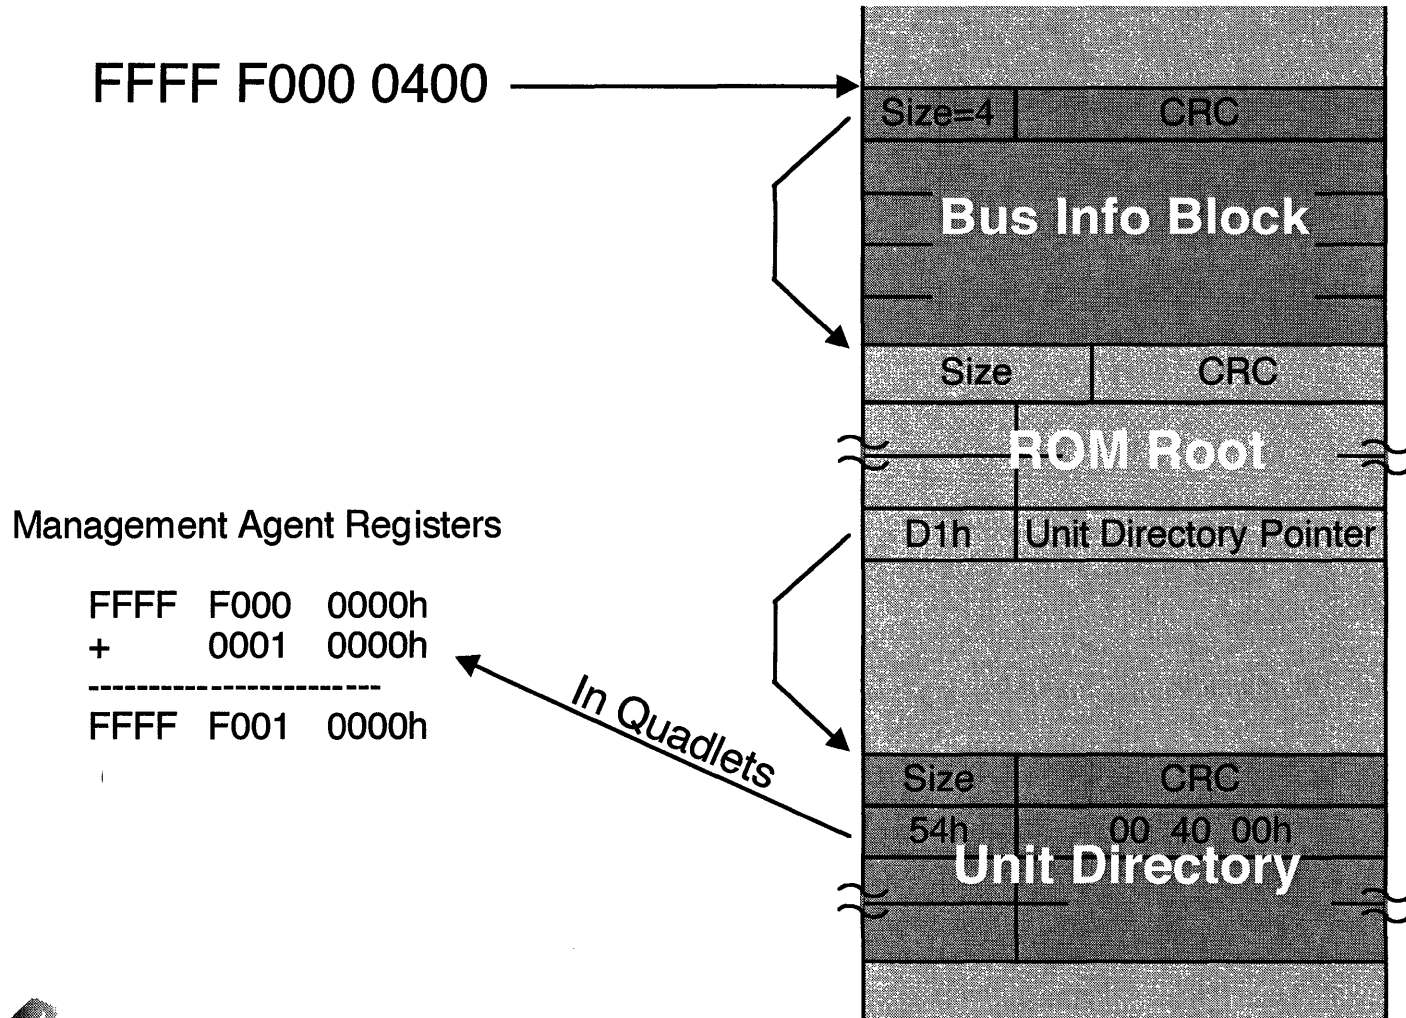 FFFF F000 0400
Size=4 CRC
Bus Info Block
Size CRC
ROM Root
D1h Unit Directory Pointer
Management Agent Registers
FFFF F000 0000h
+ 0001 0000h
------------------------
FFFF F001 0000h
In Quadlets
Size CRC
54h 00 40 00h
Unit Directory